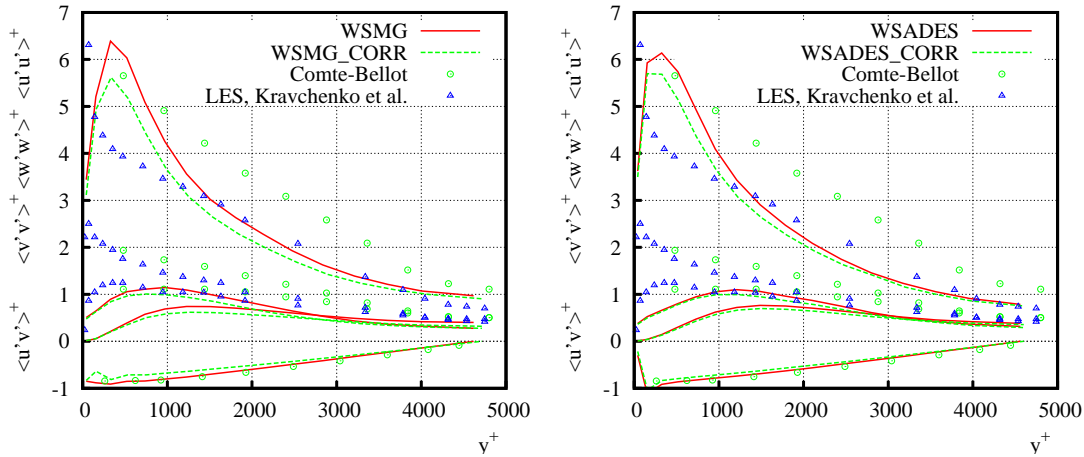 WSMG
WSMG_CORR
Comte-Bellot
LES, Kravchenko et al.
7
6
5
4
3
2
1
0
-1
0 1000 2000 3000 4000 5000
y+
<u'v'>+ <v'v'>+ <w'w'>+ <u'u'>+
WSADES
WSADES_CORR
Comte-Bellot
LES, Kravchenko et al.
7
6
5
4
3
2
1
0
-1
0 1000 2000 3000 4000 5000
y+
<u'v'>+ <v'v'>+ <w'w'>+ <u'u'>+